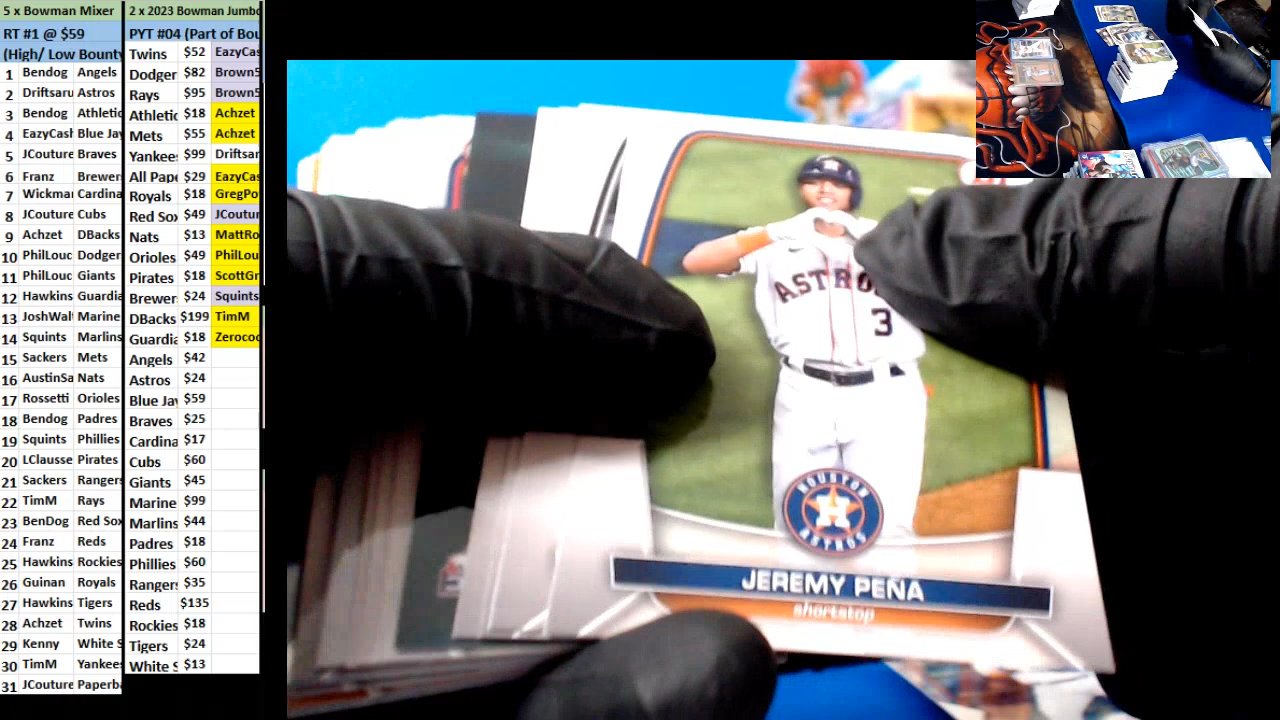 5 x Bowman Mixer
RT #1 @ $59
(High/ Low Bounty
1 Bendog Angels
2 Driftsaru Astros
3 Bendog Athletic
4 EazyCash Blue Jay
5 JCouture Braves
6 Franz Brewer
7 Wickma Cardina
8 JCouture Cubs
9 Achzet DBacks
10 PhilLouc Dodger
11 PhilLouc Giants
12 Hawkins Guardia
13 JoshWal Marine
14 Squints Marlins
15 Sackers Mets
16 AustinSa Nats
17 Rossetti Orioles
18 Bendog Padres
19 Squints Phillies
20 LClausse Pirates
21 Sackers Rangers
22 TimM Rays
23 BenDog Red Sox
24 Franz Reds
25 Hawkins Rockies
26 Guinan Royals
27 Hawkins Tigers
28 Achzet Twins
29 Kenny White S
30 TimM Yankee
31 JCouture Paperb
2 x 2023 Bowman Jumbo
PYT #04 (Part of Bou
Twins $52 EazyCas
Dodger $82 Brown5
Rays $95 Brown5
Athletic $18 Achzet
Mets $55 Achzet
Yankee $99 Driftsar
All Pape $29 EazyCas
Royals $18 GregPo
Red Sox $49 JCoutur
Nats $13 MattRo
Orioles $49 PhilLou
Pirates $18 ScottGr
Brewer $24 Squints
DBacks $199 TimM
Guardia $18 Zerocoo
Angels $42
Astros $24
Blue Jay $59
Braves $25
Cardina $17
Cubs $60
Giants $45
Marine $99
Marlins $44
Padres $18
Phillies $60
Rangers $35
Reds $135
Rockies $18
Tigers $24
White S $13
ASTRO
3
HOUSTON
H
ASTROS
JEREMY PEÑA
shortstop